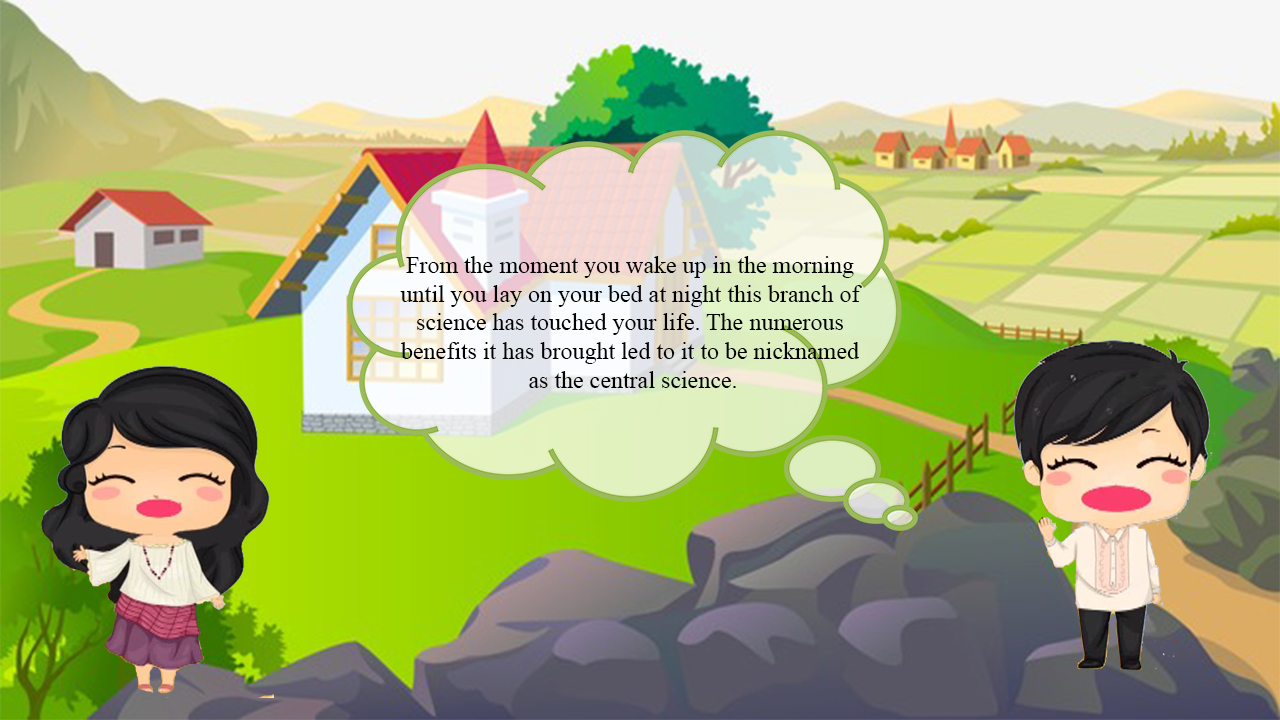 From the moment you wake up in the morning
until you lay on your bed at night this branch of
science has touched your life. The numerous
benefits it has brought led to it to be nicknamed
as the central science.